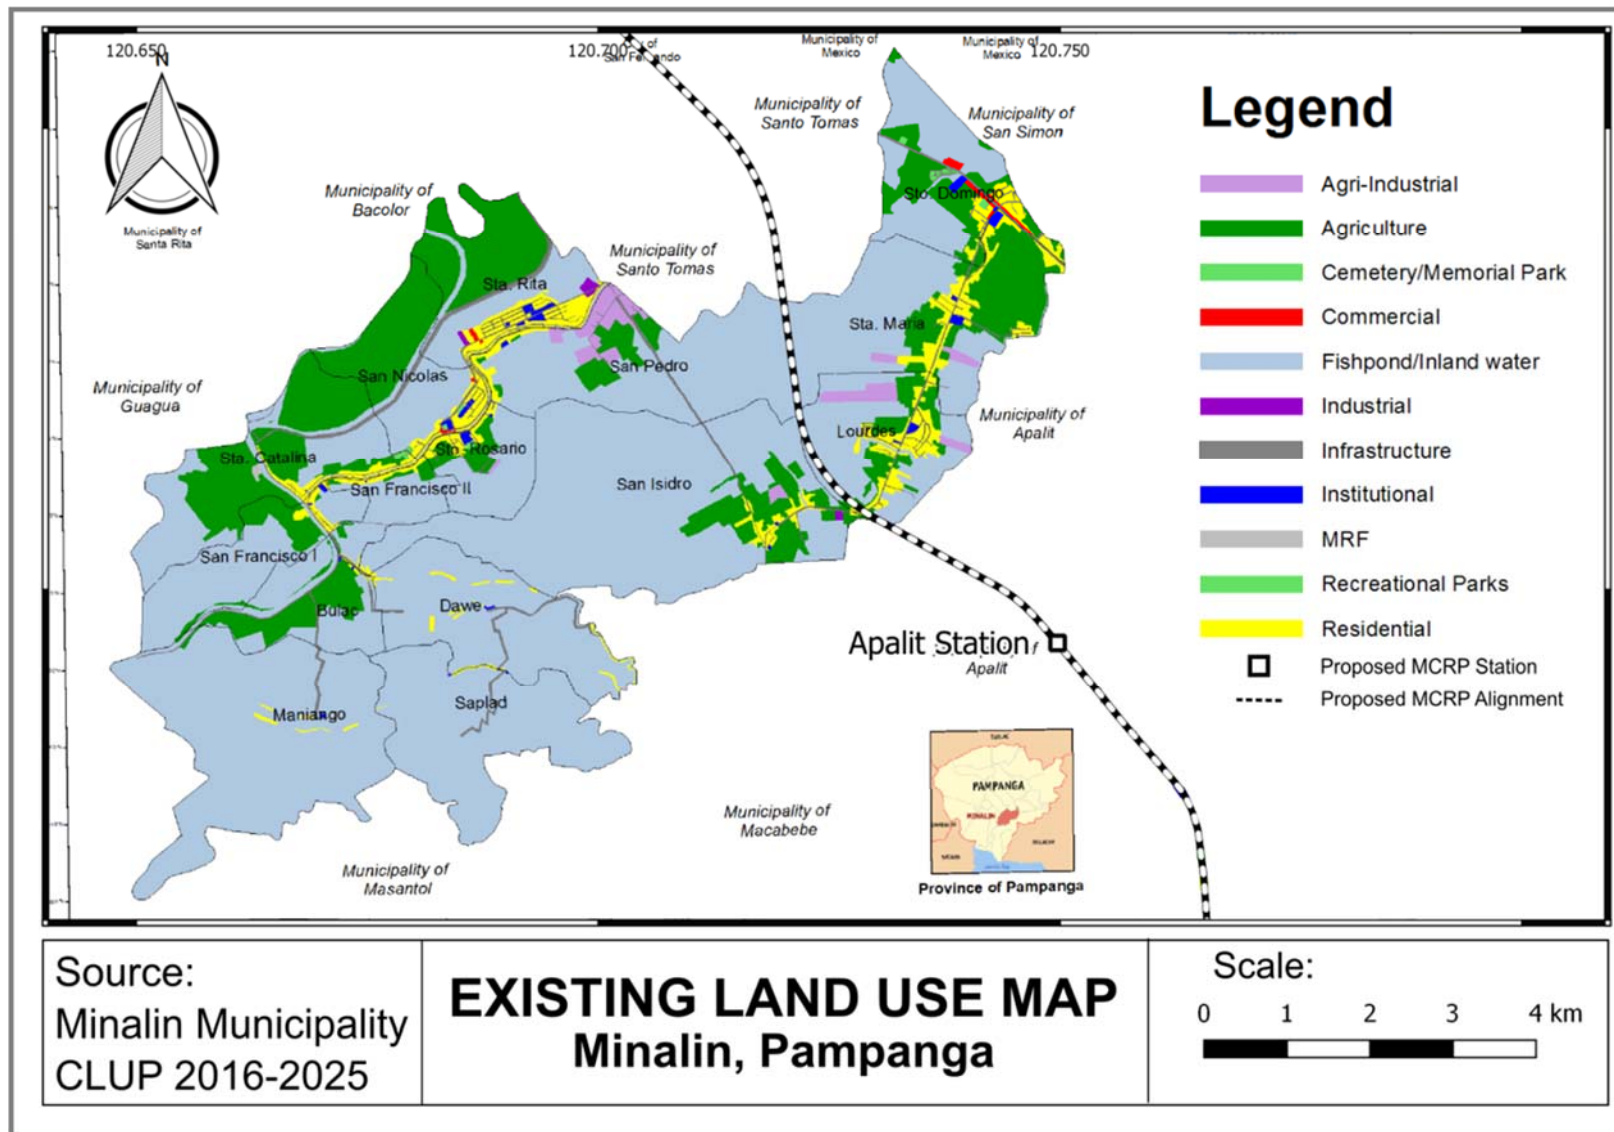 120.650
120.700
120.750
N
Municipality of
Santa Rita
Municipality of
Mexico
Municipality of
Mexico
Municipality of
Santo Tomas
Municipality of
San Simon
Municipality of
Bacolor
Municipality of
Santo Tomas
Municipality of
Guagua
Municipality of
Apalit
Sto. Domingo
Sta. Rita
Sta. Maria
San Nicolas
San Pedro
Lourdes
Sta. Catalina
Sto. Rosario
San Francisco II
San Isidro
San Francisco I
Bulac
Dawe
Saplad
Maniango
Apalit Station
Apalit
Municipality of
Macabebe
Municipality of
Masantol
PAMPANGA
MINALIN
Province of Pampanga
Legend
Agri-Industrial
Agriculture
Cemetery/Memorial Park
Commercial
Fishpond/Inland water
Industrial
Infrastructure
Institutional
MRF
Recreational Parks
Residential
Proposed MCRP Station
Proposed MCRP Alignment
Source:
Minalin Municipality
CLUP 2016-2025
EXISTING LAND USE MAP
Minalin, Pampanga
Scale:
0 1 2 3 4 km